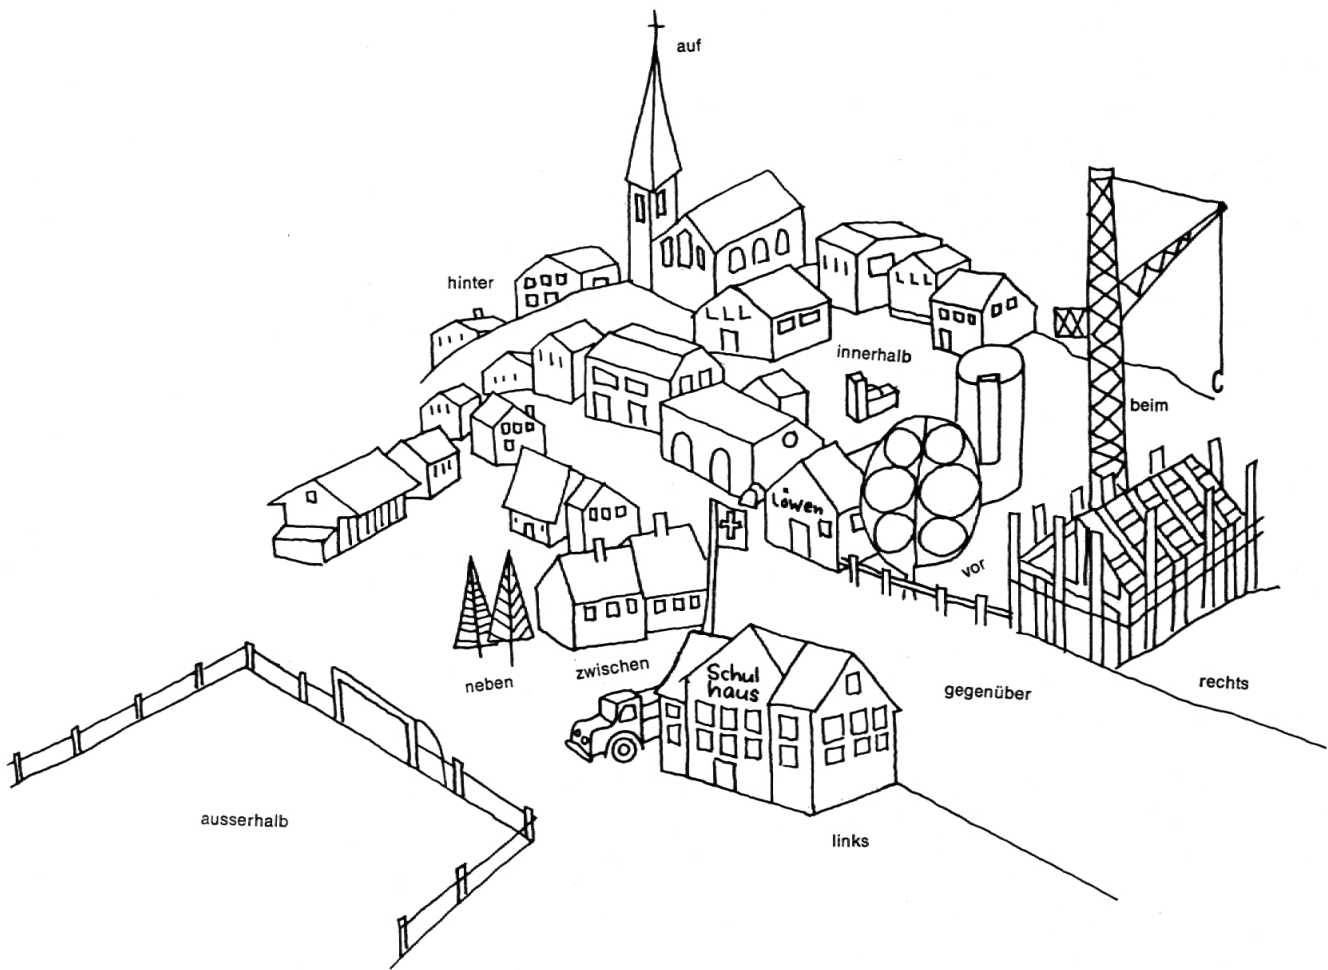 auf
hinter
innerhalb
beim
Löwen
vor
zwischen
neben
Schul
haus
gegenüber
rechts
ausserhalb
links